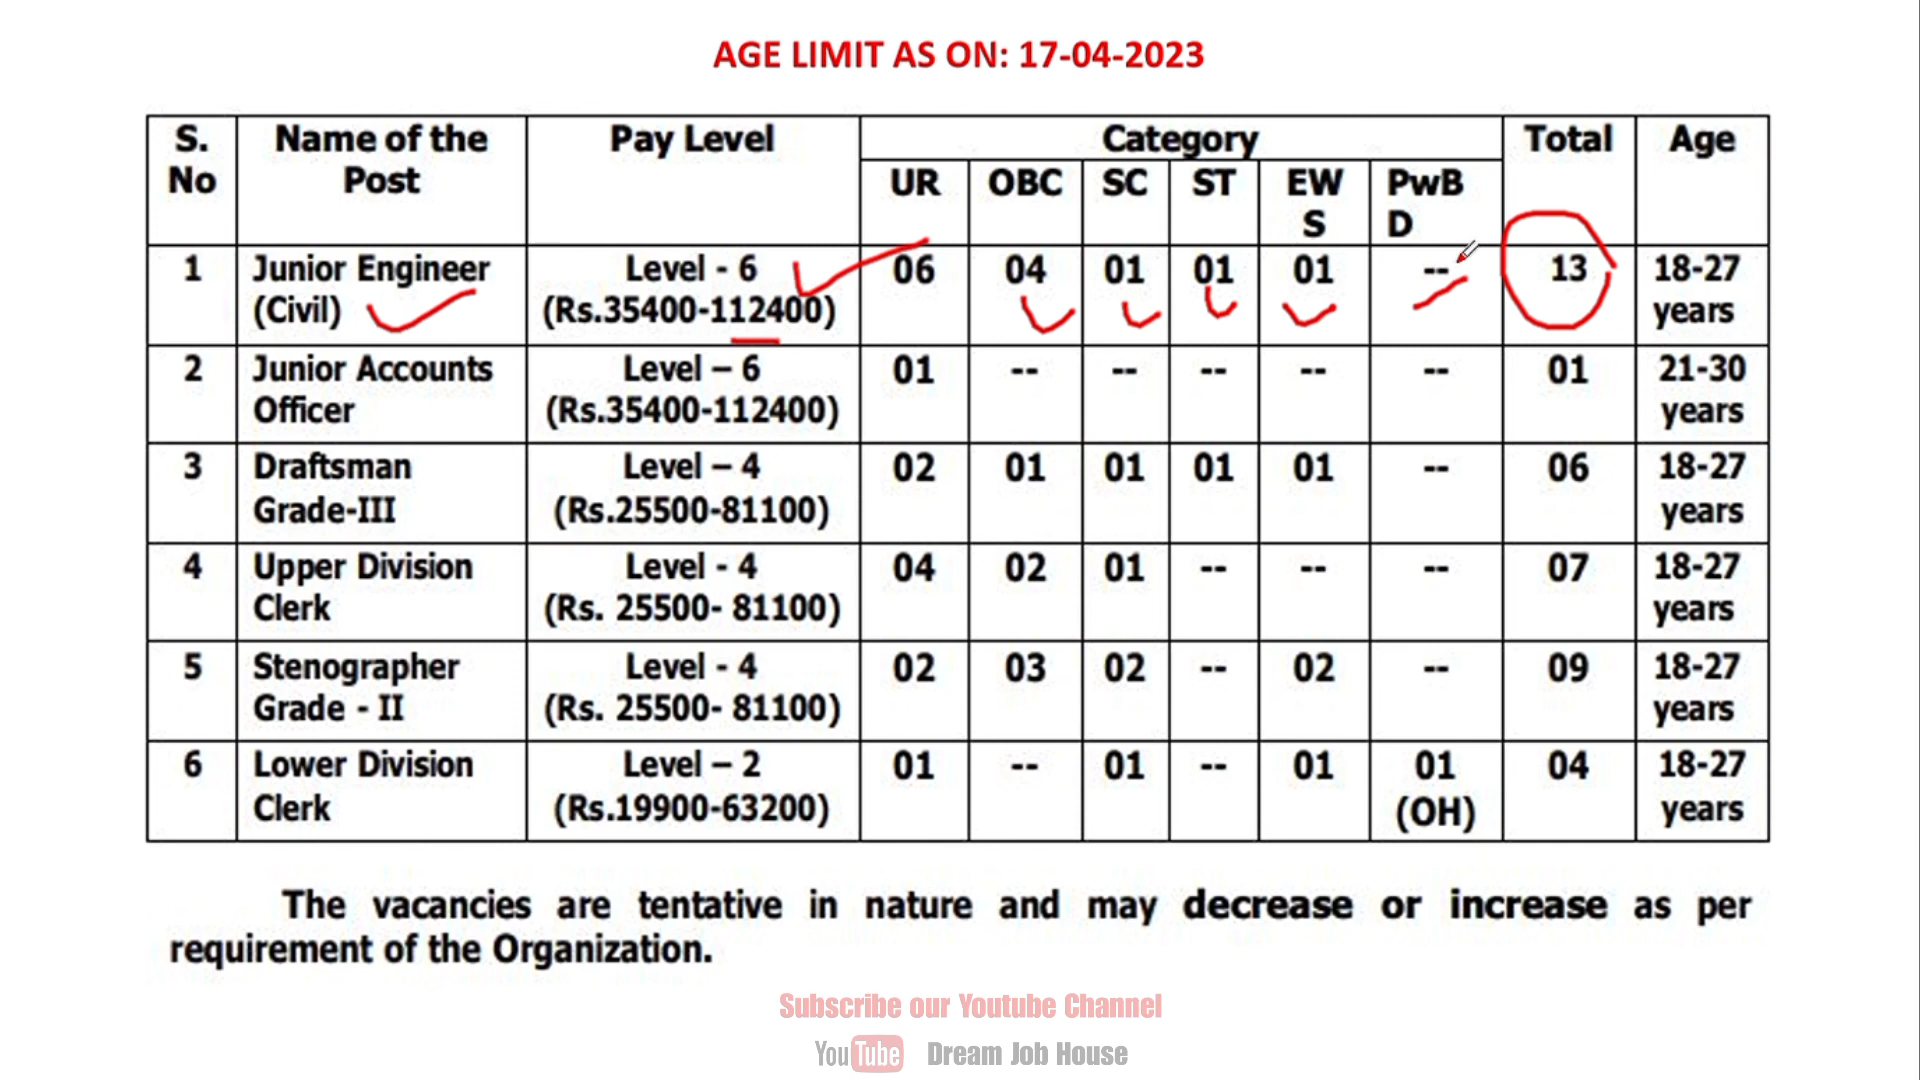 AGE LIMIT AS ON: 17-04-2023
S. No Name of the Post Pay Level Category Total Age
UR OBC SC ST EWS PwBD
1 Junior Engineer (Civil) Level - 6 (Rs.35400-112400) 06 04 01 01 01 -- 13 18-27 years
2 Junior Accounts Officer Level – 6 (Rs.35400-112400) 01 -- -- -- -- -- 01 21-30 years
3 Draftsman Grade-III Level – 4 (Rs.25500-81100) 02 01 01 01 01 -- 06 18-27 years
4 Upper Division Clerk Level - 4 (Rs. 25500- 81100) 04 02 01 -- -- -- 07 18-27 years
5 Stenographer Grade - II Level - 4 (Rs. 25500- 81100) 02 03 02 -- 02 -- 09 18-27 years
6 Lower Division Clerk Level – 2 (Rs.19900-63200) 01 -- 01 -- 01 01 (OH) 04 18-27 years
The vacancies are tentative in nature and may decrease or increase as per
requirement of the Organization.
Subscribe our Youtube Channel
YouTube Dream Job House